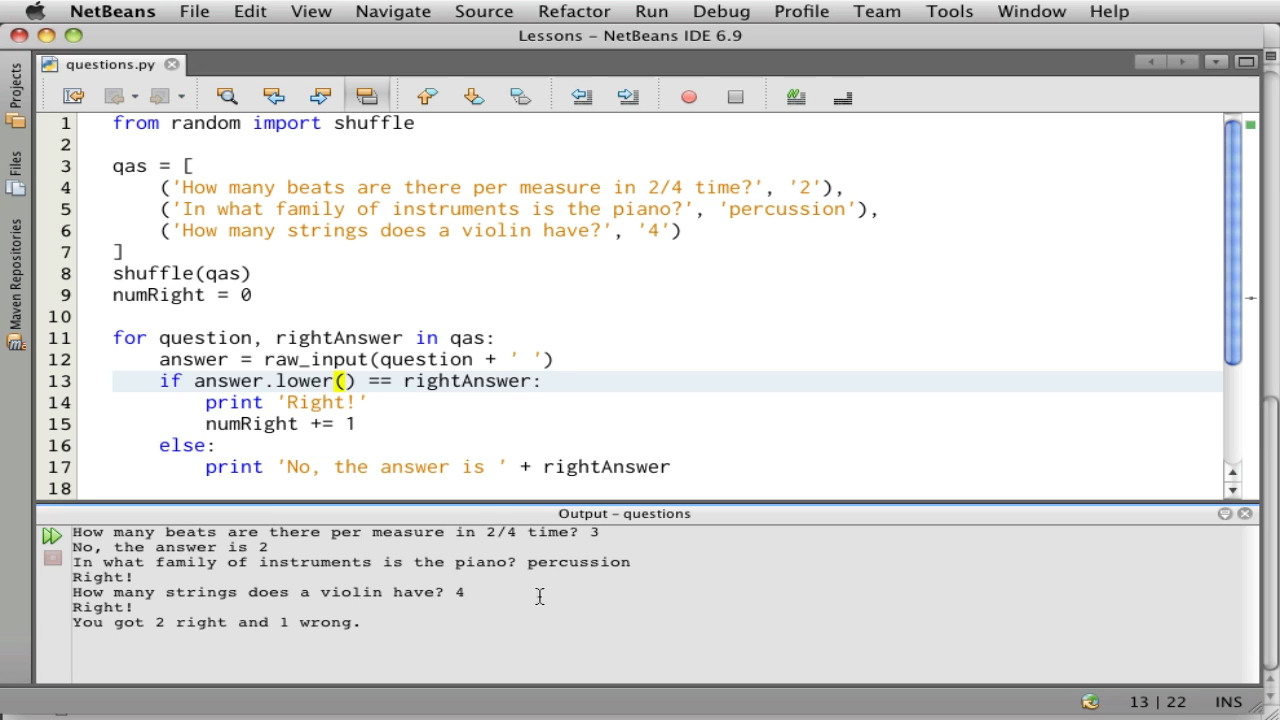 NetBeans File Edit View Navigate Source Refactor Run Debug Profile Team Tools Window Help
Lessons – NetBeans IDE 6.9
questions.py
Projects
Files
Maven Repositories
1 from random import shuffle
2
3 qas = [
4     ('How many beats are there per measure in 2/4 time?', '2'),
5     ('In what family of instruments is the piano?', 'percussion'),
6     ('How many strings does a violin have?', '4')
7 ]
8 shuffle(qas)
9 numRight = 0
10
11 for question, rightAnswer in qas:
12     answer = raw_input(question + ' ')
13     if answer.lower() == rightAnswer:
14         print 'Right!'
15         numRight += 1
16     else:
17         print 'No, the answer is ' + rightAnswer
18
Output – questions
How many beats are there per measure in 2/4 time? 3
No, the answer is 2
In what family of instruments is the piano? percussion
Right!
How many strings does a violin have? 4
Right!
You got 2 right and 1 wrong.
13 | 22 INS